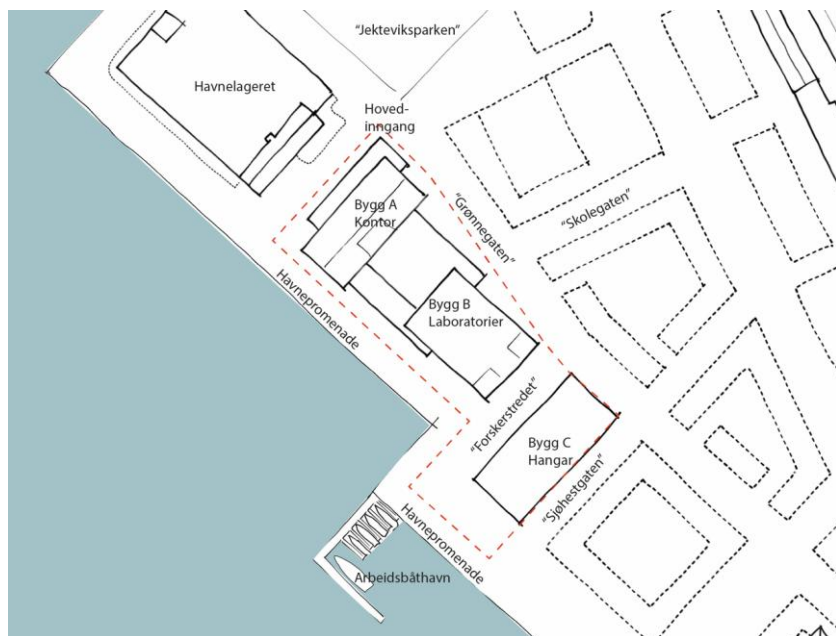 "Jekteviksparken"
Havnelageret
Hoved-
inngang
Bygg A
Kontor
"Grønnegaten"
"Skolegaten"
Havnepromenade
Bygg B
Laboratorier
"Forskerstredet"
Bygg C
Hangar
"Sjøhestgaten"
Havnepromenade
Arbeidsbåthavn